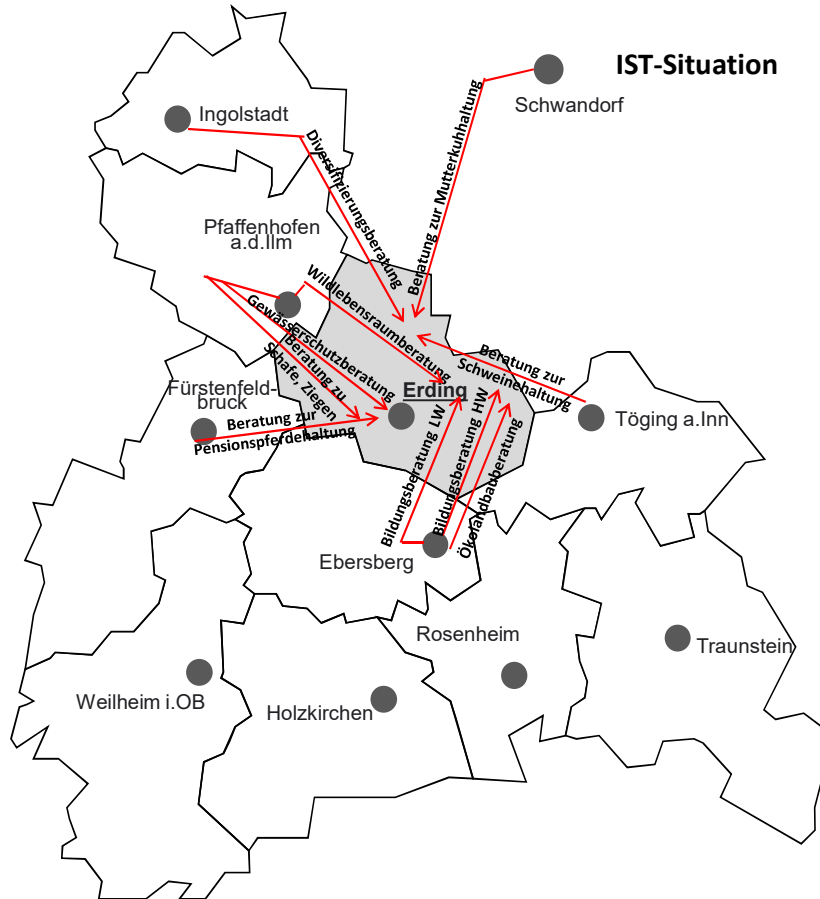 IST-Situation
Schwandorf
Ingolstadt
Diversifizierungsberatung
Beratung zur Mutterkuhhaltung
Pfaffenhofen
a.d.Ilm
Wildlebensraumberatung
Gewässerschutzberatung
Beratung zu
Schafe, Ziegen
Beratung zur
Schweinehaltung
Erding
Fürstenfeld-
bruck
Beratung zur
Pensionspferdehaltung
Töging a.Inn
Bildungsberatung LW
Bildungsberatung HW
Ökolandbauberatung
Ebersberg
Rosenheim
Traunstein
Weilheim i.OB
Holzkirchen